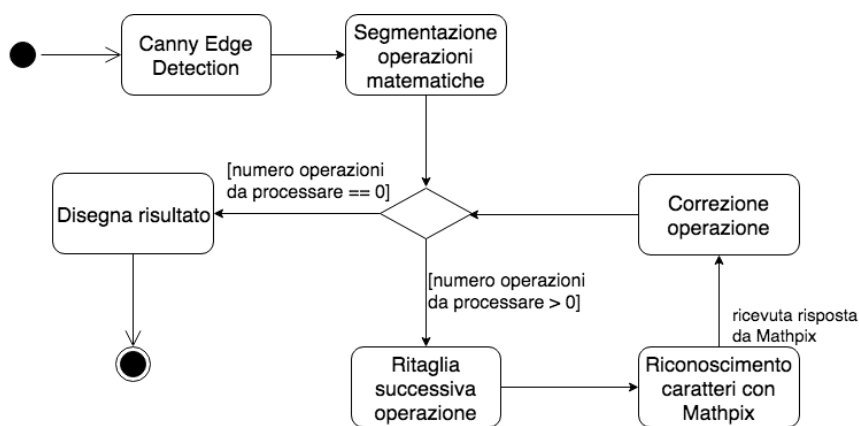 Canny Edge
Detection
Segmentazione
operazioni
matematiche
[numero operazioni
da processare == 0]
Disegna risultato
Correzione
operazione
[numero operazioni
da processare > 0]
ricevuta risposta
da Mathpix
Ritaglia
successiva
operazione
Riconoscimento
caratteri con
Mathpix